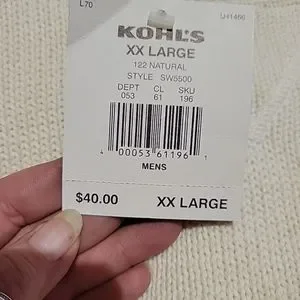 L70 U41466
KOHL'S
XX LARGE
122 NATURAL
STYLE SW5500
DEPT CL SKU
053 61 196
4 00053 61196 1
MENS
$40.00 XX LARGE